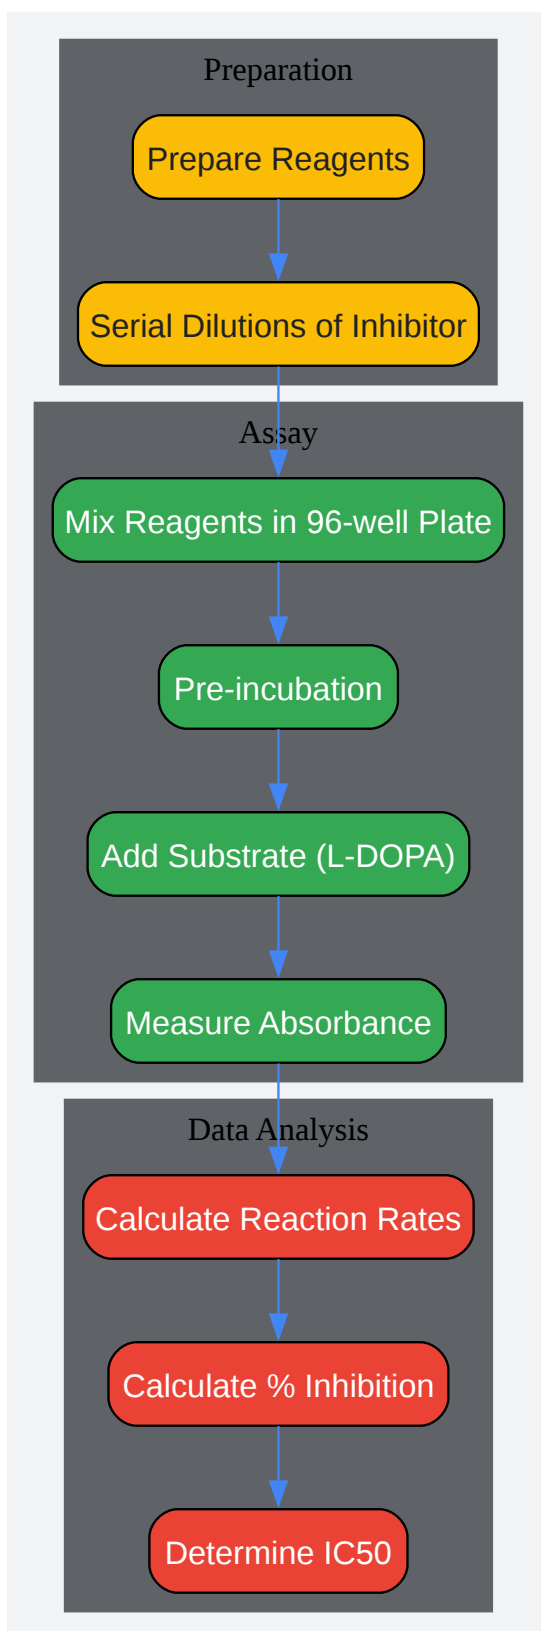 Preparation
Prepare Reagents
Serial Dilutions of Inhibitor
Assay
Mix Reagents in 96-well Plate
Pre-incubation
Add Substrate (L-DOPA)
Measure Absorbance
Data Analysis
Calculate Reaction Rates
Calculate % Inhibition
Determine IC50